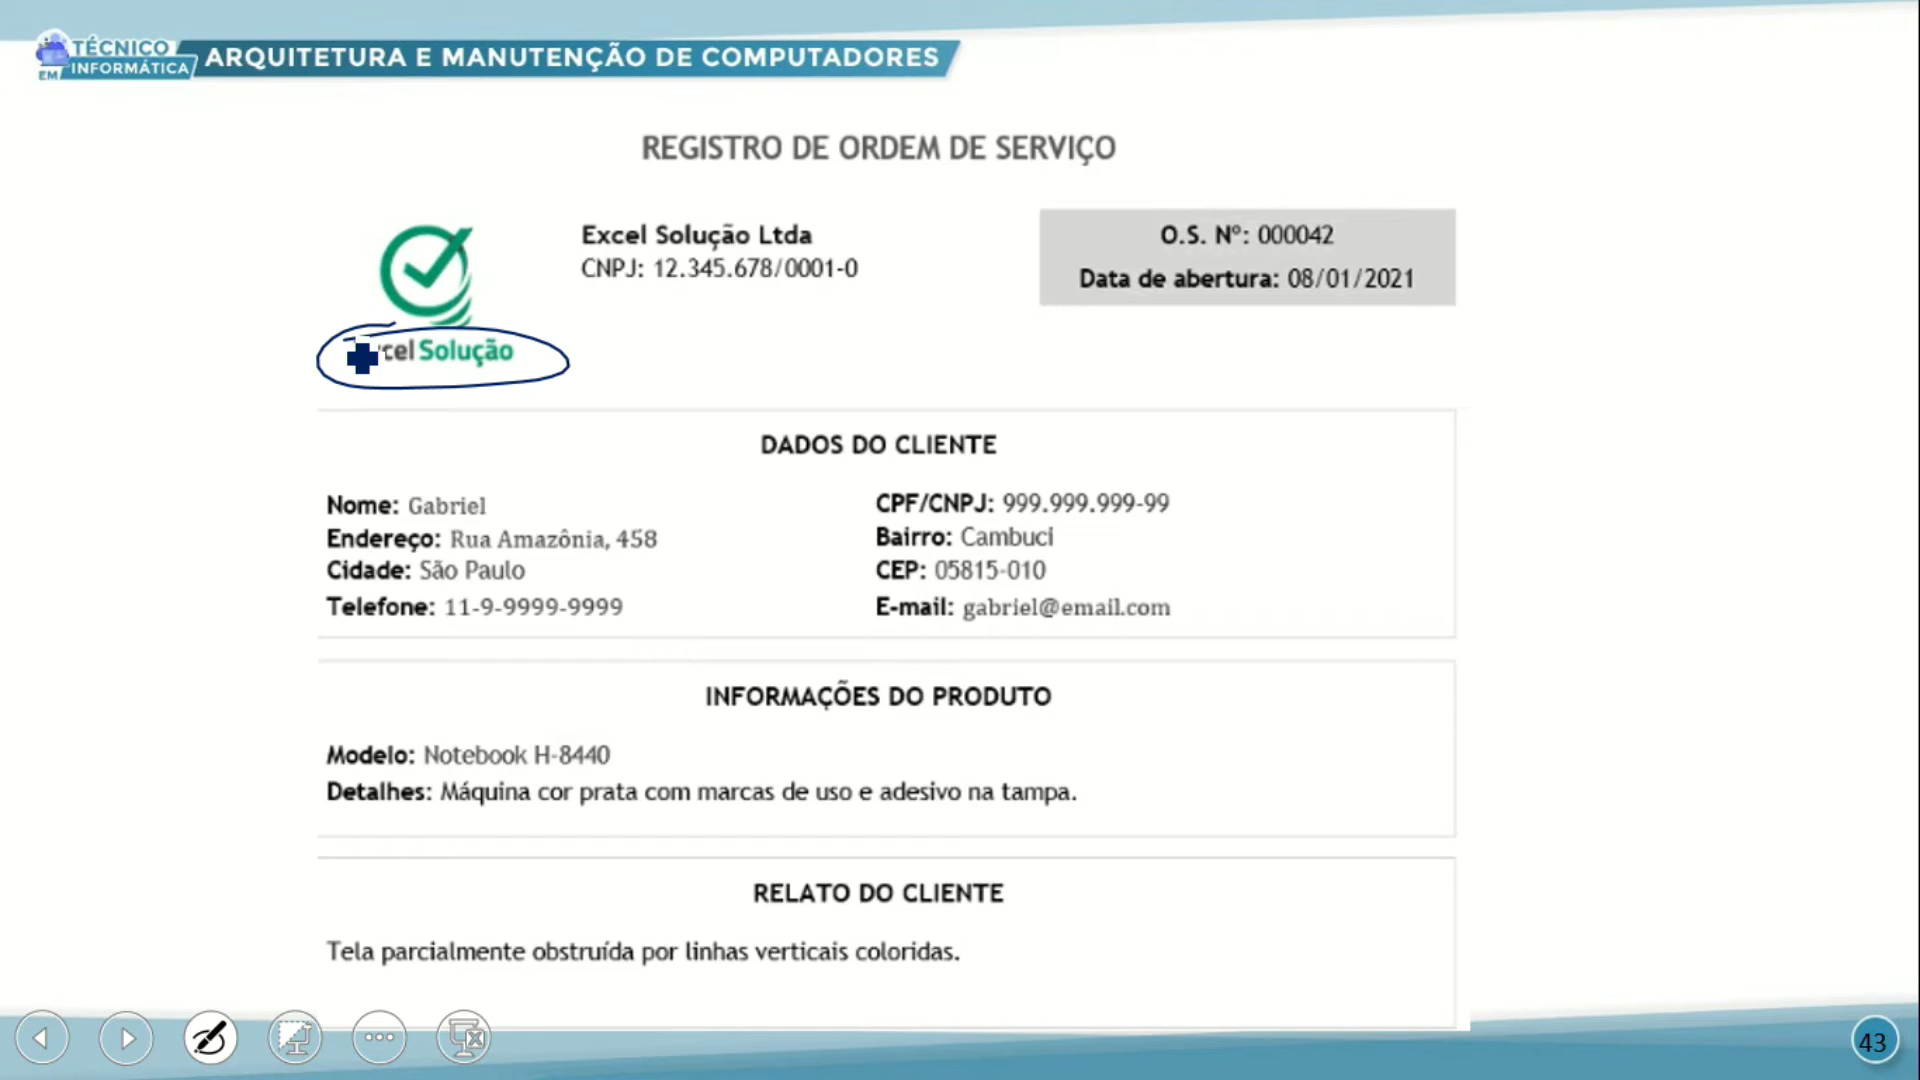 TÉCNICO
EM INFORMÁTICA
ARQUITETURA E MANUTENÇÃO DE COMPUTADORES
REGISTRO DE ORDEM DE SERVIÇO
Excel Solução Ltda
CNPJ: 12.345.678/0001-0
O.S. Nº: 000042
Data de abertura: 08/01/2021
Solução
DADOS DO CLIENTE
Nome: Gabriel
CPF/CNPJ: 999.999.999-99
Endereço: Rua Amazônia, 458
Bairro: Cambuci
Cidade: São Paulo
CEP: 05815-010
Telefone: 11-9-9999-9999
E-mail: gabriel@email.com
INFORMAÇÕES DO PRODUTO
Modelo: Notebook H-8440
Detalhes: Máquina cor prata com marcas de uso e adesivo na tampa.
RELATO DO CLIENTE
Tela parcialmente obstruída por linhas verticais coloridas.
43